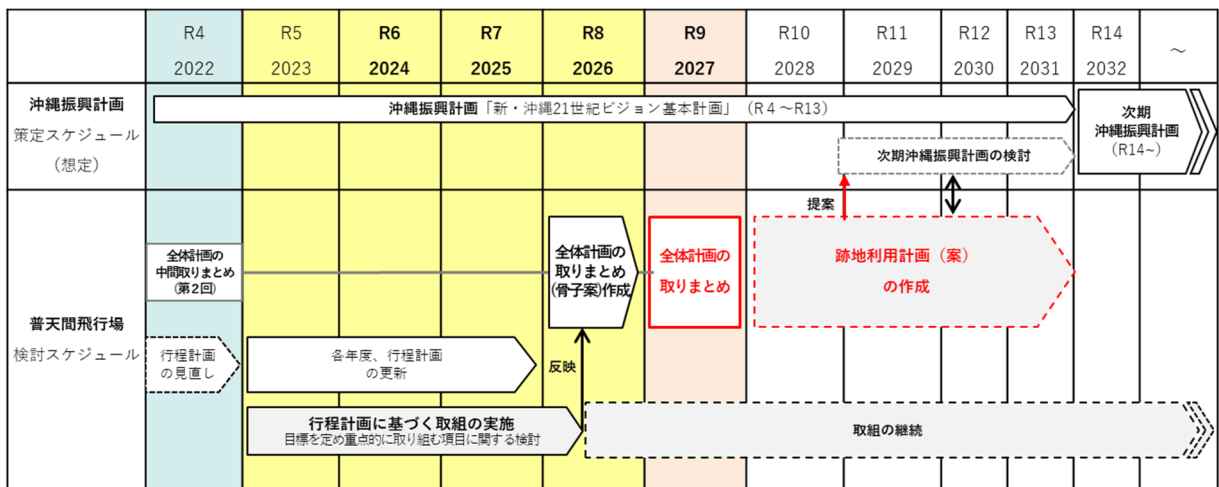 R4 R5 R6 R7 R8 R9 R10 R11 R12 R13 R14 ～
2022 2023 2024 2025 2026 2027 2028 2029 2030 2031 2032
沖縄振興計画
策定スケジュール
（想定）
沖縄振興計画「新・沖縄21世紀ビジョン基本計画」（R４～R13）
次期
沖縄振興計画
（R14~）
次期沖縄振興計画の検討
提案
普天間飛行場
検討スケジュール
全体計画の
中間取りまとめ
(第２回)
全体計画の
取りまとめ
(骨子案)作成
全体計画の
取りまとめ
跡地利用計画（案）
の作成
行程計画
の見直し
各年度、行程計画
の更新
反映
行程計画に基づく取組の実施
目標を定め重点的に取り組む項目に関する検討
取組の継続